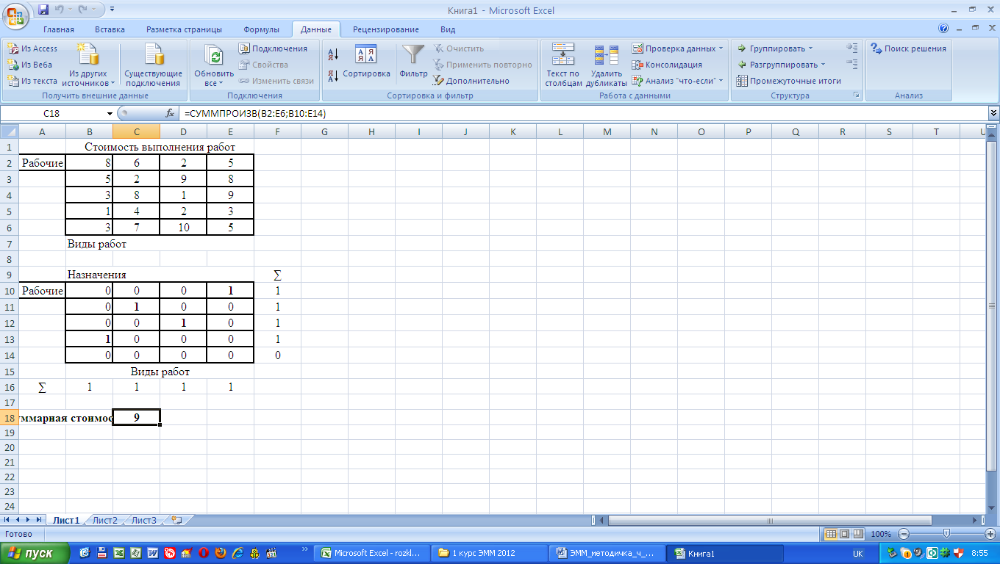 Книга1 - Microsoft Excel
Главная Вставка Разметка страницы Формулы Данные Рецензирование Вид
Из Access
Из Веба
Из текста
Из других источников
Получить внешние данные
Существующие подключения
Обновить все
Подключения
Свойства
Изменить связи
Подключения
Сортировка
Фильтр
Очистить
Применить повторно
Дополнительно
Сортировка и фильтр
Текст по столбцам
Удалить дубликаты
Проверка данных
Консолидация
Анализ "что-если"
Работа с данными
Группировать
Разгруппировать
Промежуточные итоги
Структура
Поиск решения
Анализ
C18 fx =СУММПРОИЗВ(B2:E6;B10:E14)
A B C D E F G H I J K L M N O P Q R S T U
1 Стоимость выполнения работ
2 Рабочие 8 6 2 5
3 5 2 9 8
4 3 8 1 9
5 1 4 2 3
6 3 7 10 5
7 Виды работ
8
9 Назначения ∑
10 Рабочие 0 0 0 1 1
11 0 1 0 0 1
12 0 0 1 0 1
13 1 0 0 0 1
14 0 0 0 0 0
15 Виды работ
16 ∑ 1 1 1 1
17
18 уммарная стоимос 9
19
20
21
22
23
24
Лист1 Лист2 Лист3
Готово 100%
пуск Microsoft Excel - rozkl... 1 курс ЭММ 2012 ЭММ_методичка_ч_... Книга1 UK 8:55